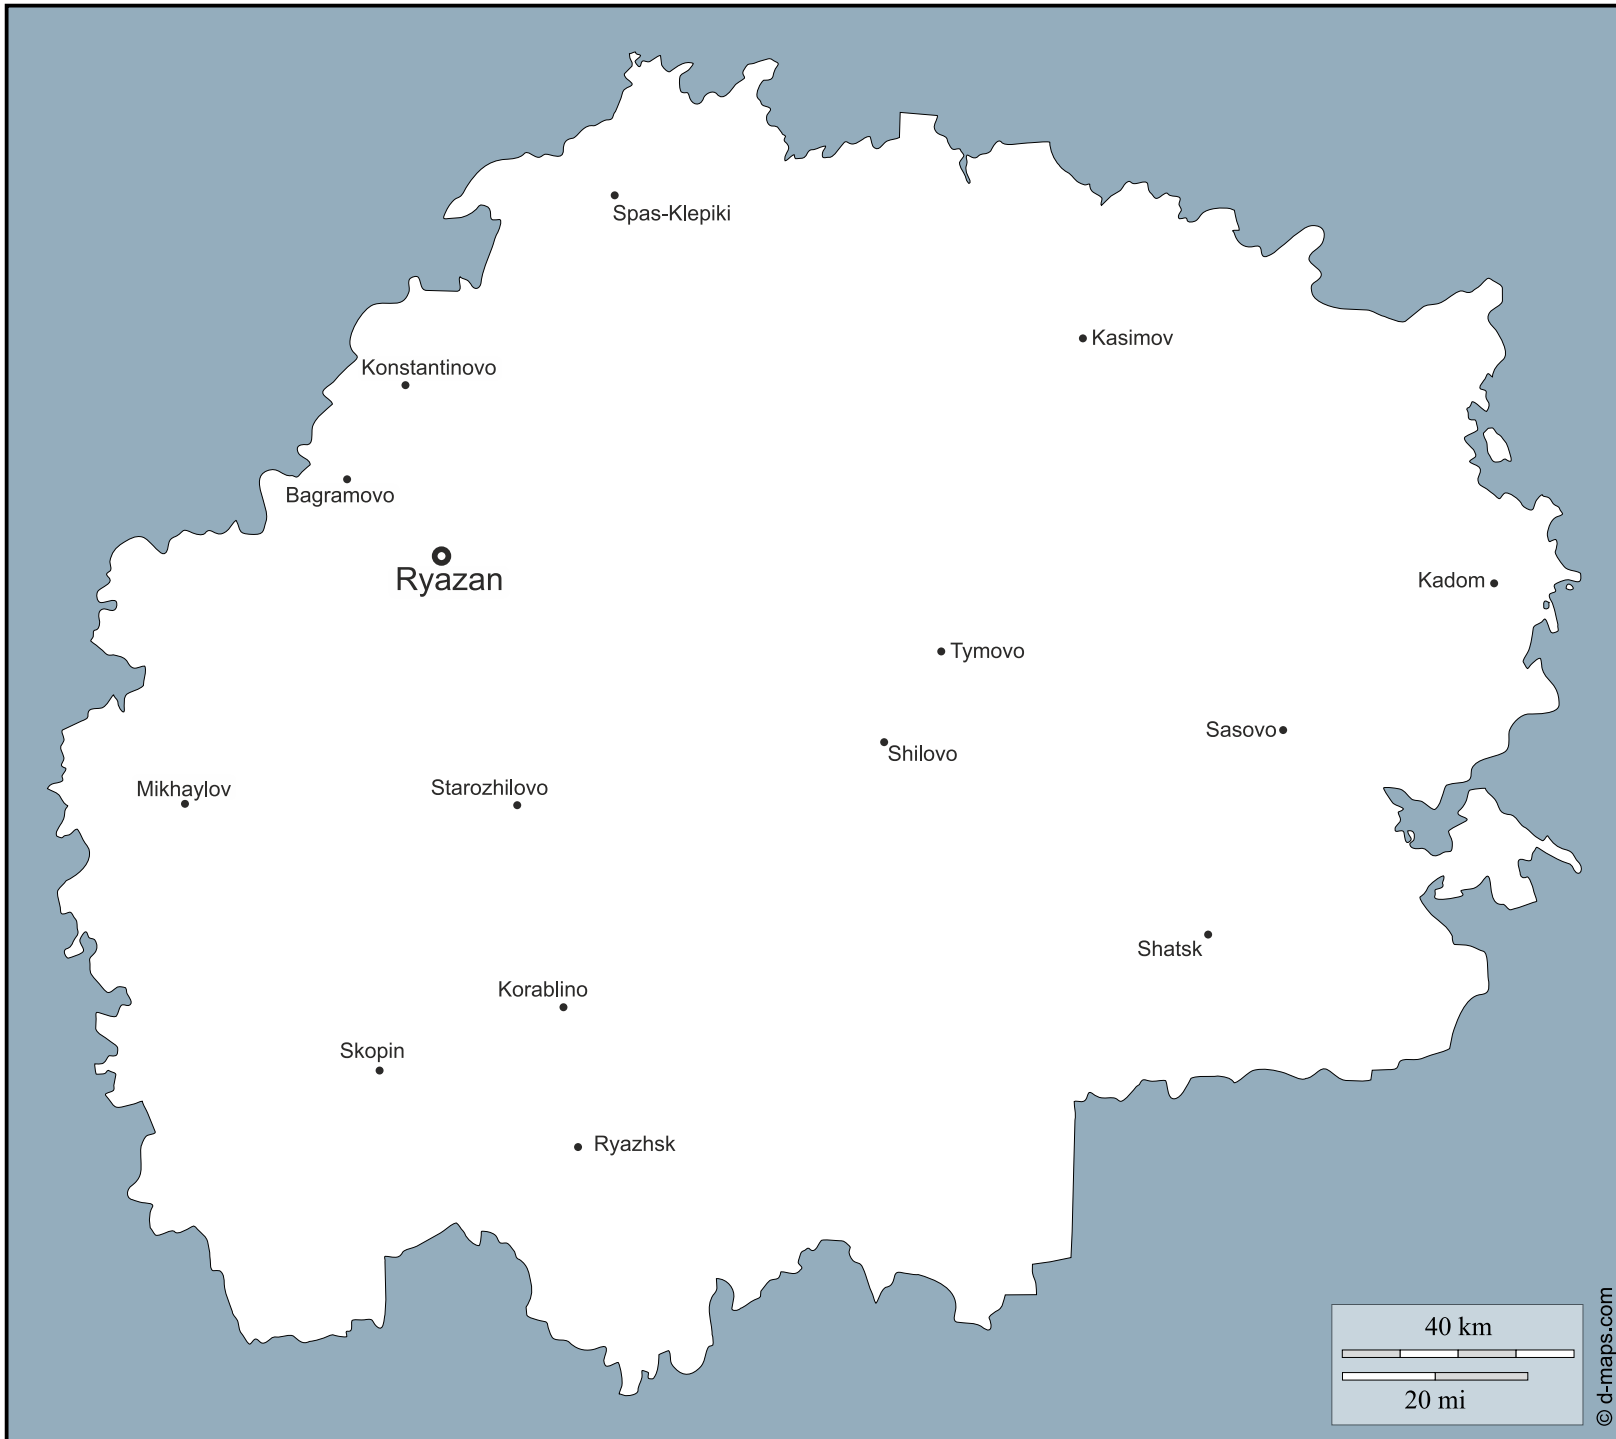 Spas-Klepiki
Kasimov
Konstantinovo
Bagramovo
Ryazan
Kadom
Tymovo
Sasovo
Shilovo
Mikhaylov
Starozhilovo
Shatsk
Korablino
Skopin
Ryazhsk
40 km
20 mi
© d-maps.com